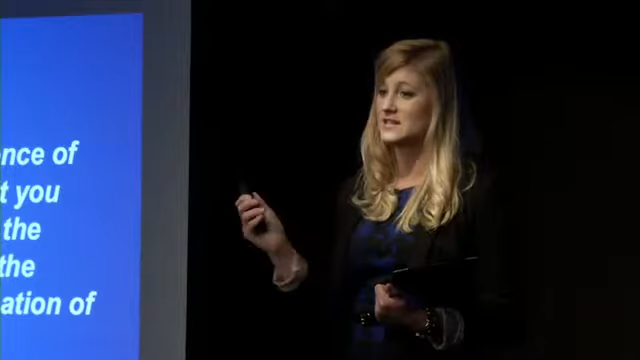 nce of
t you
the
the
ation of